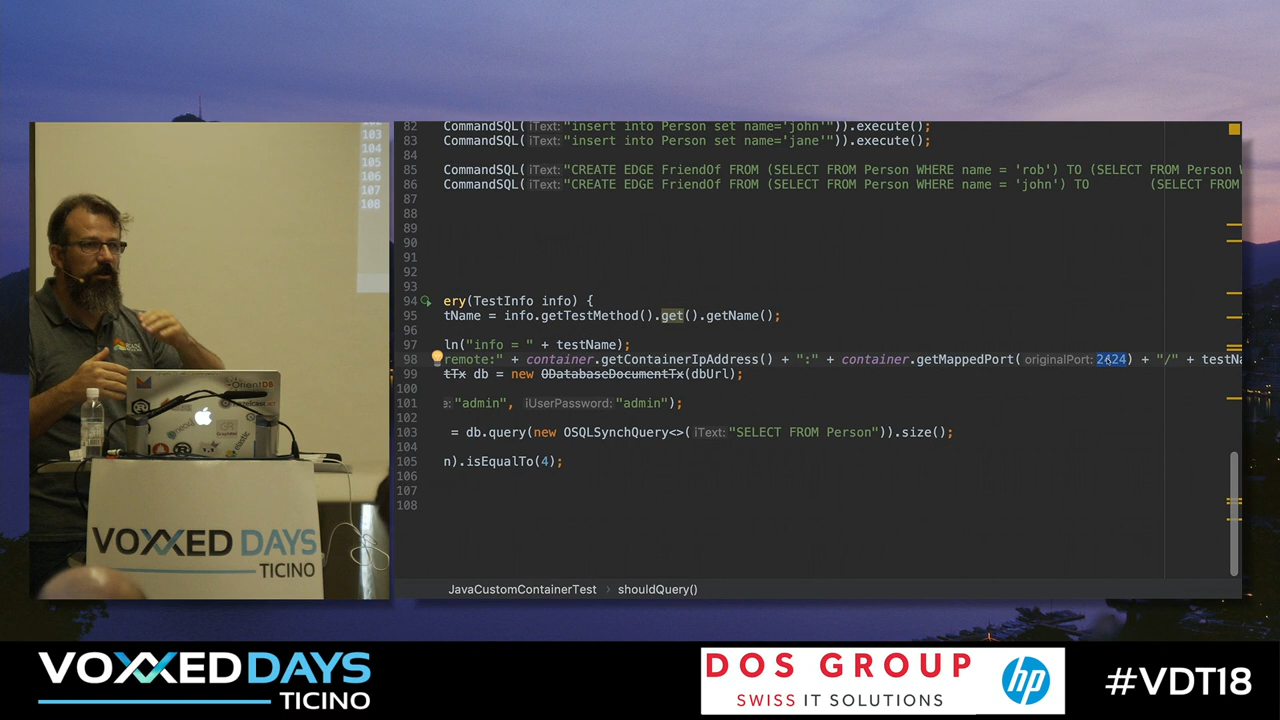 103
104
105
106
107
108
82 CommandSQL( iText: "insert into Person set name='john'")).execute();
83 CommandSQL( iText: "insert into Person set name='jane'")).execute();
84
85 CommandSQL( iText: "CREATE EDGE FriendOf FROM (SELECT FROM Person WHERE name = 'rob') TO (SELECT FROM Person W
86 CommandSQL( iText: "CREATE EDGE FriendOf FROM (SELECT FROM Person WHERE name = 'john') TO (SELECT FROM
87
88
89
90
91
92
93
94 ery(TestInfo info) {
95 tName = info.getTestMethod().get().getName();
96
97 ln("info = " + testName);
98 remote:" + container.getContainerIpAddress() + ":" + container.getMappedPort( originalPort: 2424) + "/" + testNa
99 tTx db = new ODatabaseDocumentTx(dbUrl);
100
101 e: "admin", iUserPassword: "admin");
102
103 = db.query(new OSQLSynchQuery<>( iText: "SELECT FROM Person")).size();
104
105 n).isEqualTo(4);
106
107
108
JavaCustomContainerTest › shouldQuery()
OrientDB
VOXXED DAYS
TICINO
VOXXED DAYS
TICINO
DOS GROUP
SWISS IT SOLUTIONS
hp
#VDT18